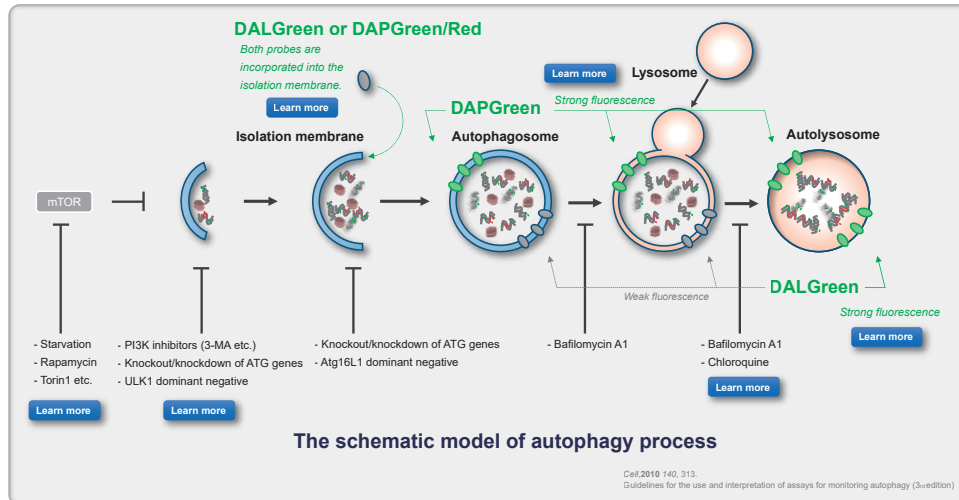 DALGreen or DAPGreen/Red
Both probes are
incorporated into the
isolation membrane.
Learn more
Isolation membrane
Learn more
Lysosome
DAPGreen
Strong fluorescence
Autophagosome
Autolysosome
mTOR
DALGreen
Weak fluorescence
Strong fluorescence
Learn more
- Starvation
- Rapamycin
- Torin1 etc.
Learn more
- PI3K inhibitors (3-MA etc.)
- Knockout/knockdown of ATG genes
- ULK1 dominant negative
Learn more
- Knockout/knockdown of ATG genes
- Atg16L1 dominant negative
- Bafilomycin A1
- Bafilomycin A1
- Chloroquine
Learn more
The schematic model of autophagy process
Cell,2010 140, 313.
Guidelines for the use and interpretation of assays for monitoring autophagy (3rd edition)